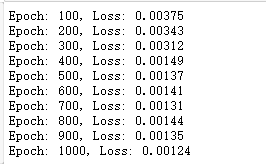 Epoch: 100, Loss: 0.00375
Epoch: 200, Loss: 0.00343
Epoch: 300, Loss: 0.00312
Epoch: 400, Loss: 0.00149
Epoch: 500, Loss: 0.00137
Epoch: 600, Loss: 0.00141
Epoch: 700, Loss: 0.00131
Epoch: 800, Loss: 0.00144
Epoch: 900, Loss: 0.00135
Epoch: 1000, Loss: 0.00124